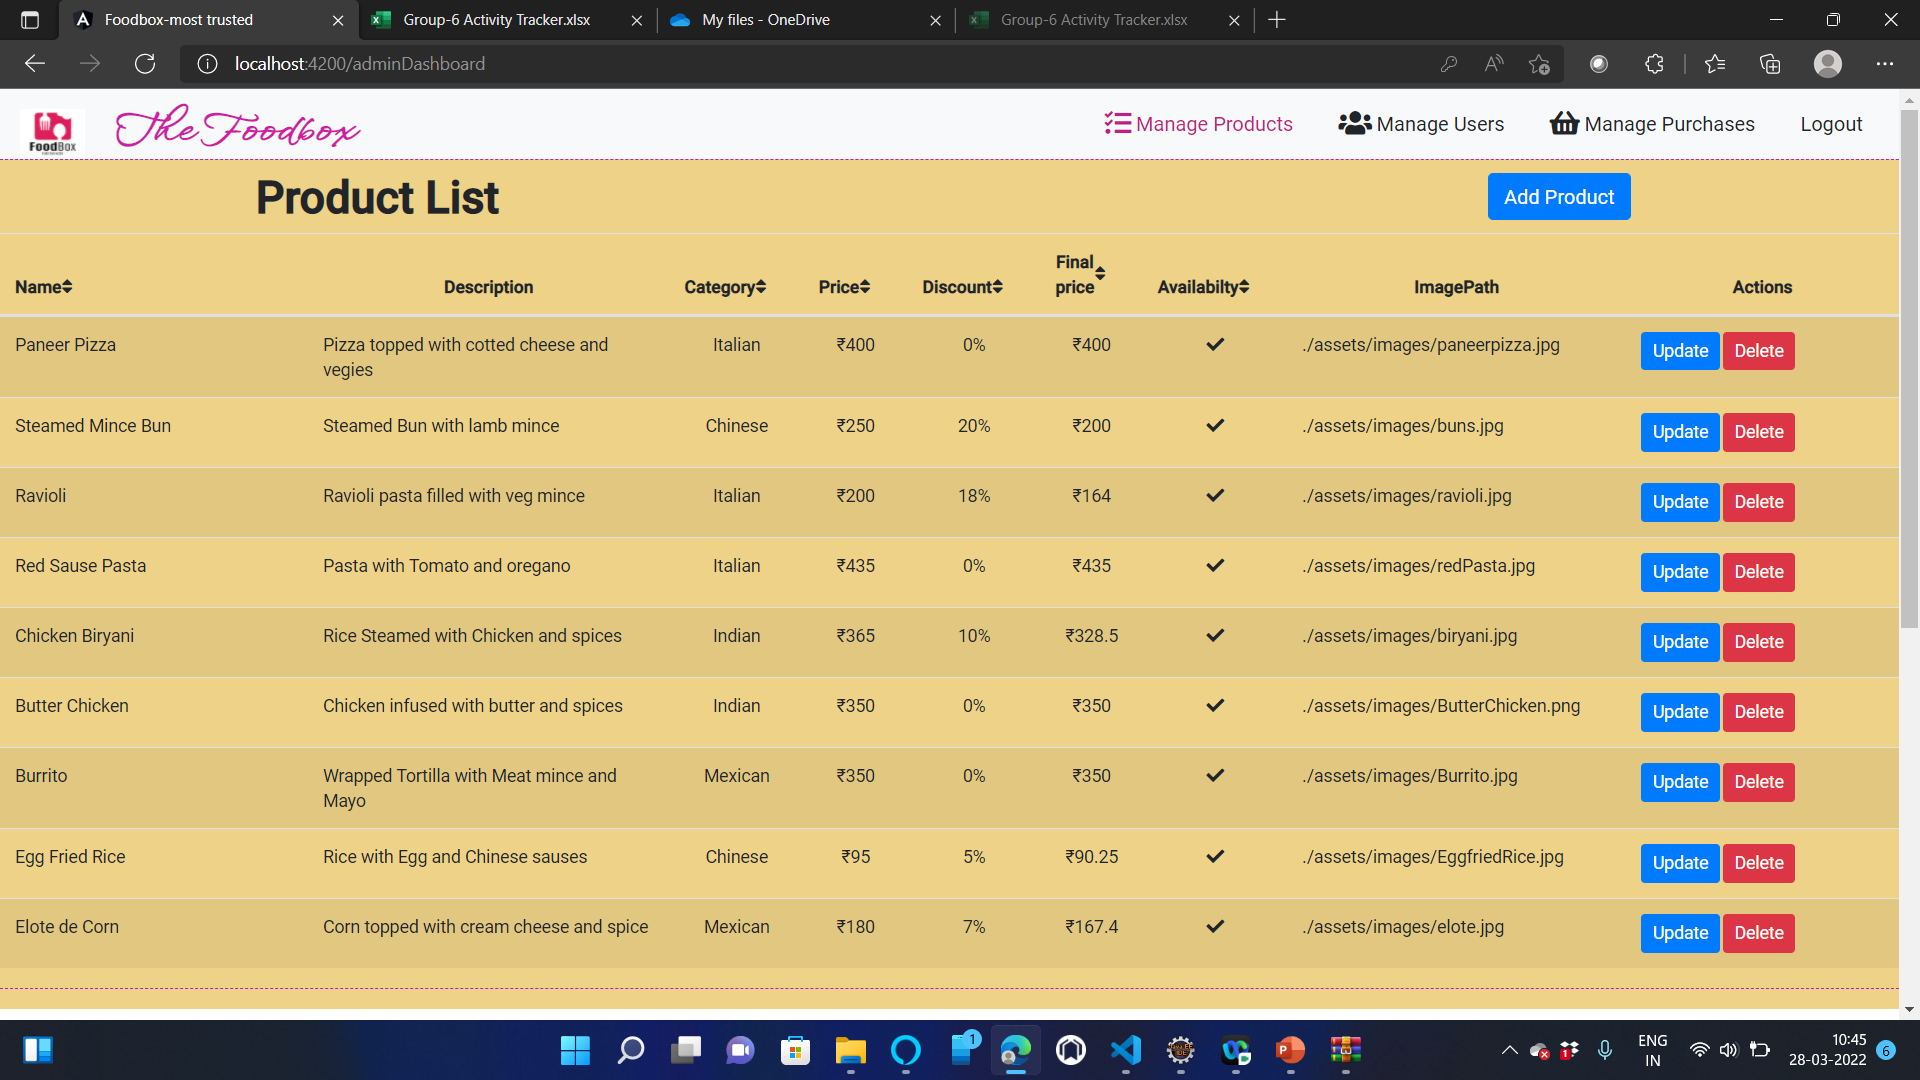 Foodbox-most trusted
Group-6 Activity Tracker.xlsx
My files - OneDrive
Group-6 Activity Tracker.xlsx
localhost:4200/adminDashboard
FoodBox
The Foodbox
Manage Products
Manage Users
Manage Purchases
Logout
Product List
Add Product
Name Description Category Price Discount Final price Availabilty ImagePath Actions
Paneer Pizza Pizza topped with cotted cheese and Italian ₹400 0% ₹400 ./assets/images/paneerpizza.jpg Update Delete
vegies
Steamed Mince Bun Steamed Bun with lamb mince Chinese ₹250 20% ₹200 ./assets/images/buns.jpg Update Delete
Ravioli Ravioli pasta filled with veg mince Italian ₹200 18% ₹164 ./assets/images/ravioli.jpg Update Delete
Red Sause Pasta Pasta with Tomato and oregano Italian ₹435 0% ₹435 ./assets/images/redPasta.jpg Update Delete
Chicken Biryani Rice Steamed with Chicken and spices Indian ₹365 10% ₹328.5 ./assets/images/biryani.jpg Update Delete
Butter Chicken Chicken infused with butter and spices Indian ₹350 0% ₹350 ./assets/images/ButterChicken.png Update Delete
Burrito Wrapped Tortilla with Meat mince and Mexican ₹350 0% ₹350 ./assets/images/Burrito.jpg Update Delete
Mayo
Egg Fried Rice Rice with Egg and Chinese sauses Chinese ₹95 5% ₹90.25 ./assets/images/EggfriedRice.jpg Update Delete
Elote de Corn Corn topped with cream cheese and spice Mexican ₹180 7% ₹167.4 ./assets/images/elote.jpg Update Delete
1
1
ENG
IN
10:45
28-03-2022
6